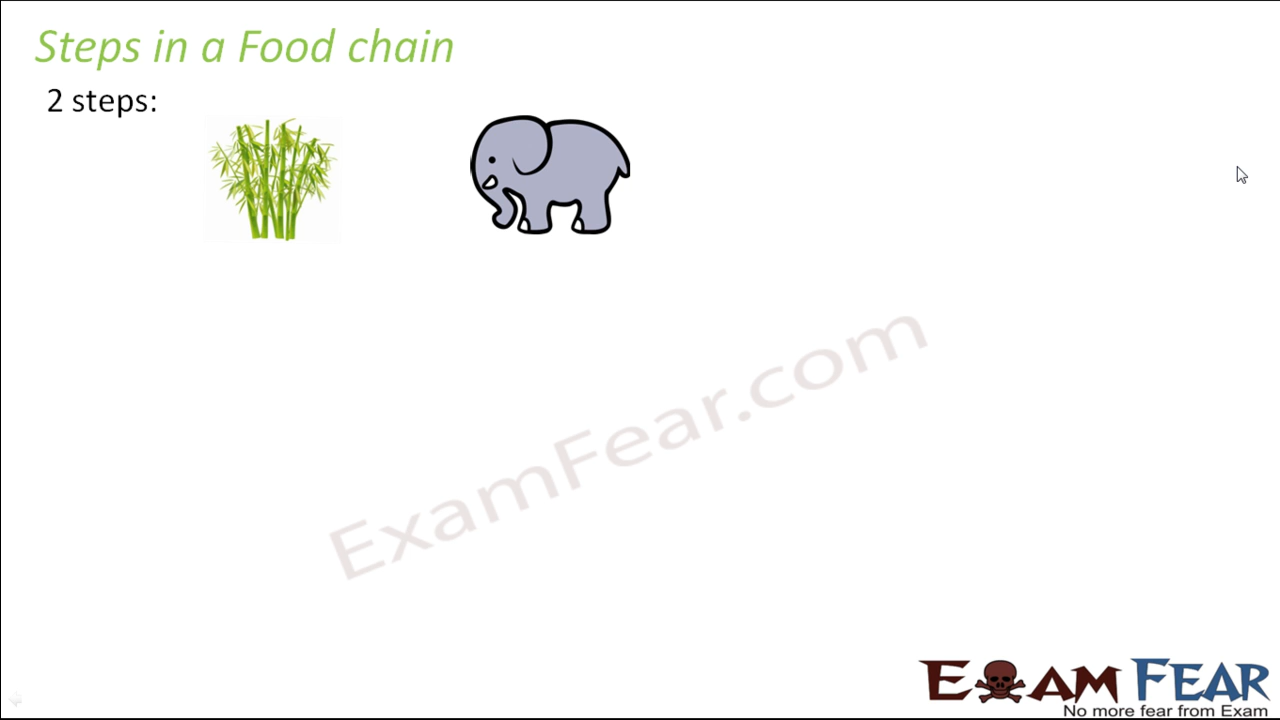 Steps in a Food chain
2 steps:
ExamFear.com
EXAM FEAR
No more fear from Exam